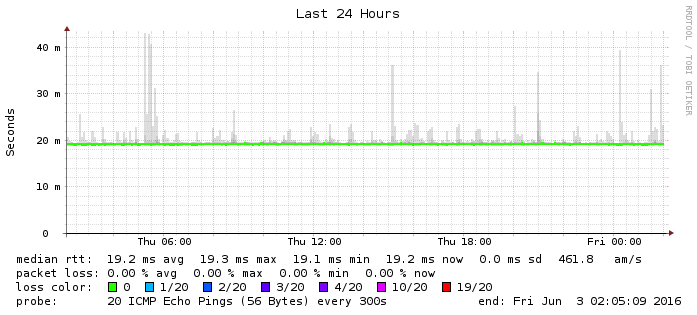 Last 24 Hours
RRDTOOL / TOBI OETIKER
Seconds
40 m
30 m
20 m
10 m
0
Thu 06:00 Thu 12:00 Thu 18:00 Fri 00:00
median rtt: 19.2 ms avg 19.3 ms max 19.1 ms min 19.2 ms now 0.0 ms sd 461.8 am/s
packet loss: 0.00 % avg 0.00 % max 0.00 % min 0.00 % now
loss color: 0 1/20 2/20 3/20 4/20 10/20 19/20
probe: 20 ICMP Echo Pings (56 Bytes) every 300s end: Fri Jun 3 02:05:09 2016